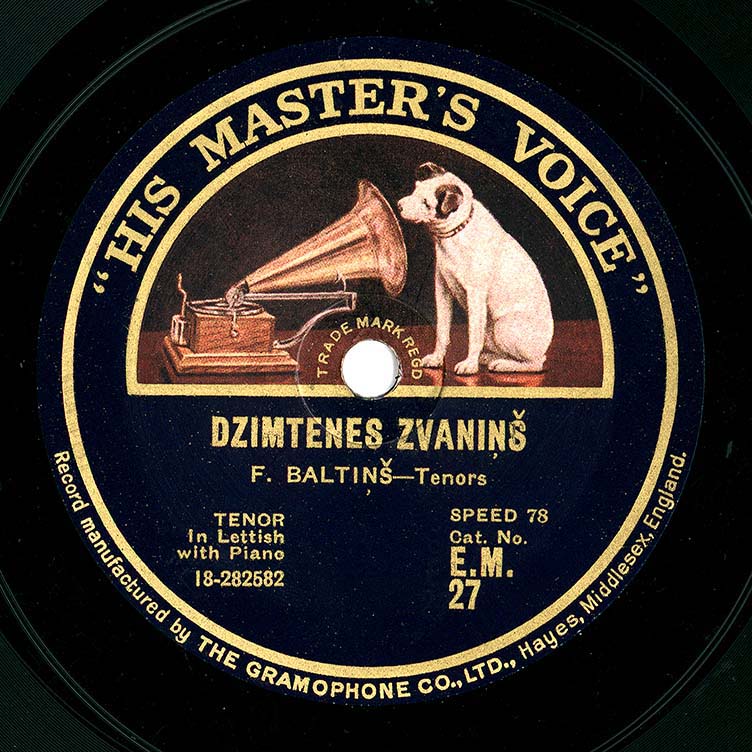 "HIS MASTER'S VOICE"
TRADE MARK REGD
DZIMTENES ZVANIŅŠ
F. BALTIŅŠ—Tenors
TENOR
In Lettish
with Piano
18-282582
SPEED 78
Cat. No.
E.M.
27
Record manufactured by THE GRAMOPHONE CO., LTD., Hayes, Middlesex, England.